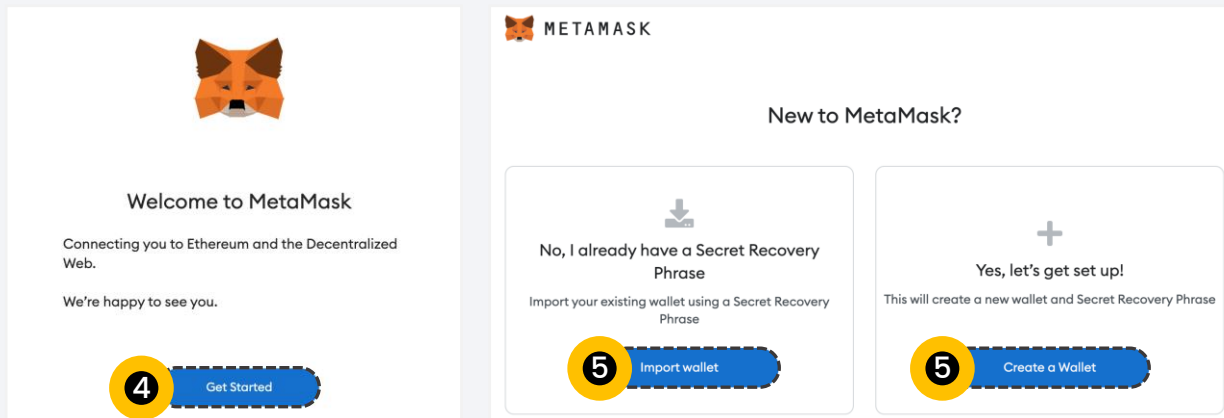 Welcome to MetaMask
Connecting you to Ethereum and the Decentralized
Web.
We're happy to see you.
4
Get Started
METAMASK
New to MetaMask?
No, I already have a Secret Recovery
Phrase
Import your existing wallet using a Secret Recovery
Phrase
5
Import wallet
Yes, let's get set up!
This will create a new wallet and Secret Recovery Phrase
5
Create a Wallet